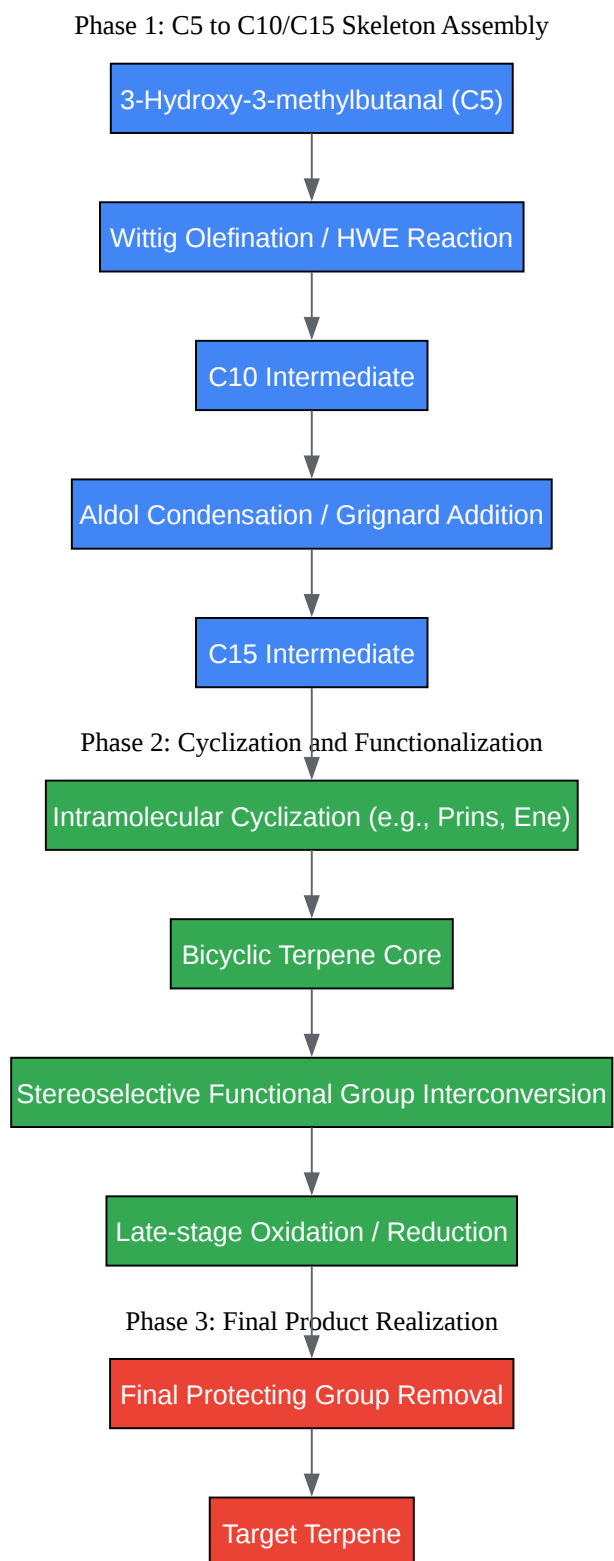 Phase 1: C5 to C10/C15 Skeleton Assembly
3-Hydroxy-3-methylbutanal (C5)
Wittig Olefination / HWE Reaction
C10 Intermediate
Aldol Condensation / Grignard Addition
C15 Intermediate
Phase 2: Cyclization and Functionalization
Intramolecular Cyclization (e.g., Prins, Ene)
Bicyclic Terpene Core
Stereoselective Functional Group Interconversion
Late-stage Oxidation / Reduction
Phase 3: Final Product Realization
Final Protecting Group Removal
Target Terpene